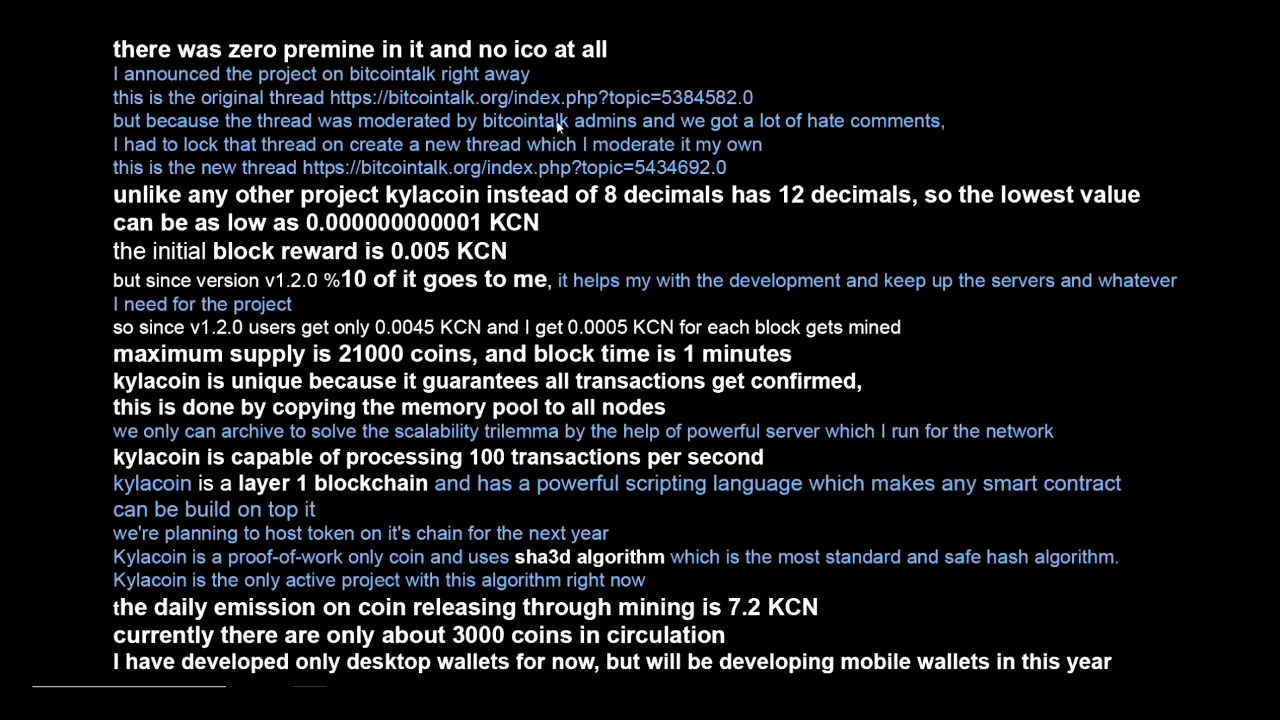 there was zero premine in it and no ico at all
I announced the project on bitcointalk right away
this is the original thread https://bitcointalk.org/index.php?topic=5384582.0
but because the thread was moderated by bitcointalk admins and we got a lot of hate comments,
I had to lock that thread on create a new thread which I moderate it my own
this is the new thread https://bitcointalk.org/index.php?topic=5434692.0
unlike any other project kylacoin instead of 8 decimals has 12 decimals, so the lowest value
can be as low as 0.000000000001 KCN
the initial block reward is 0.005 KCN
but since version v1.2.0 %10 of it goes to me, it helps my with the development and keep up the servers and whatever
I need for the project
so since v1.2.0 users get only 0.0045 KCN and I get 0.0005 KCN for each block gets mined
maximum supply is 21000 coins, and block time is 1 minutes
kylacoin is unique because it guarantees all transactions get confirmed,
this is done by copying the memory pool to all nodes
we only can archive to solve the scalability trilemma by the help of powerful server which I run for the network
kylacoin is capable of processing 100 transactions per second
kylacoin is a layer 1 blockchain and has a powerful scripting language which makes any smart contract
can be build on top it
we're planning to host token on it's chain for the next year
Kylacoin is a proof-of-work only coin and uses sha3d algorithm which is the most standard and safe hash algorithm.
Kylacoin is the only active project with this algorithm right now
the daily emission on coin releasing through mining is 7.2 KCN
currently there are only about 3000 coins in circulation
I have developed only desktop wallets for now, but will be developing mobile wallets in this year